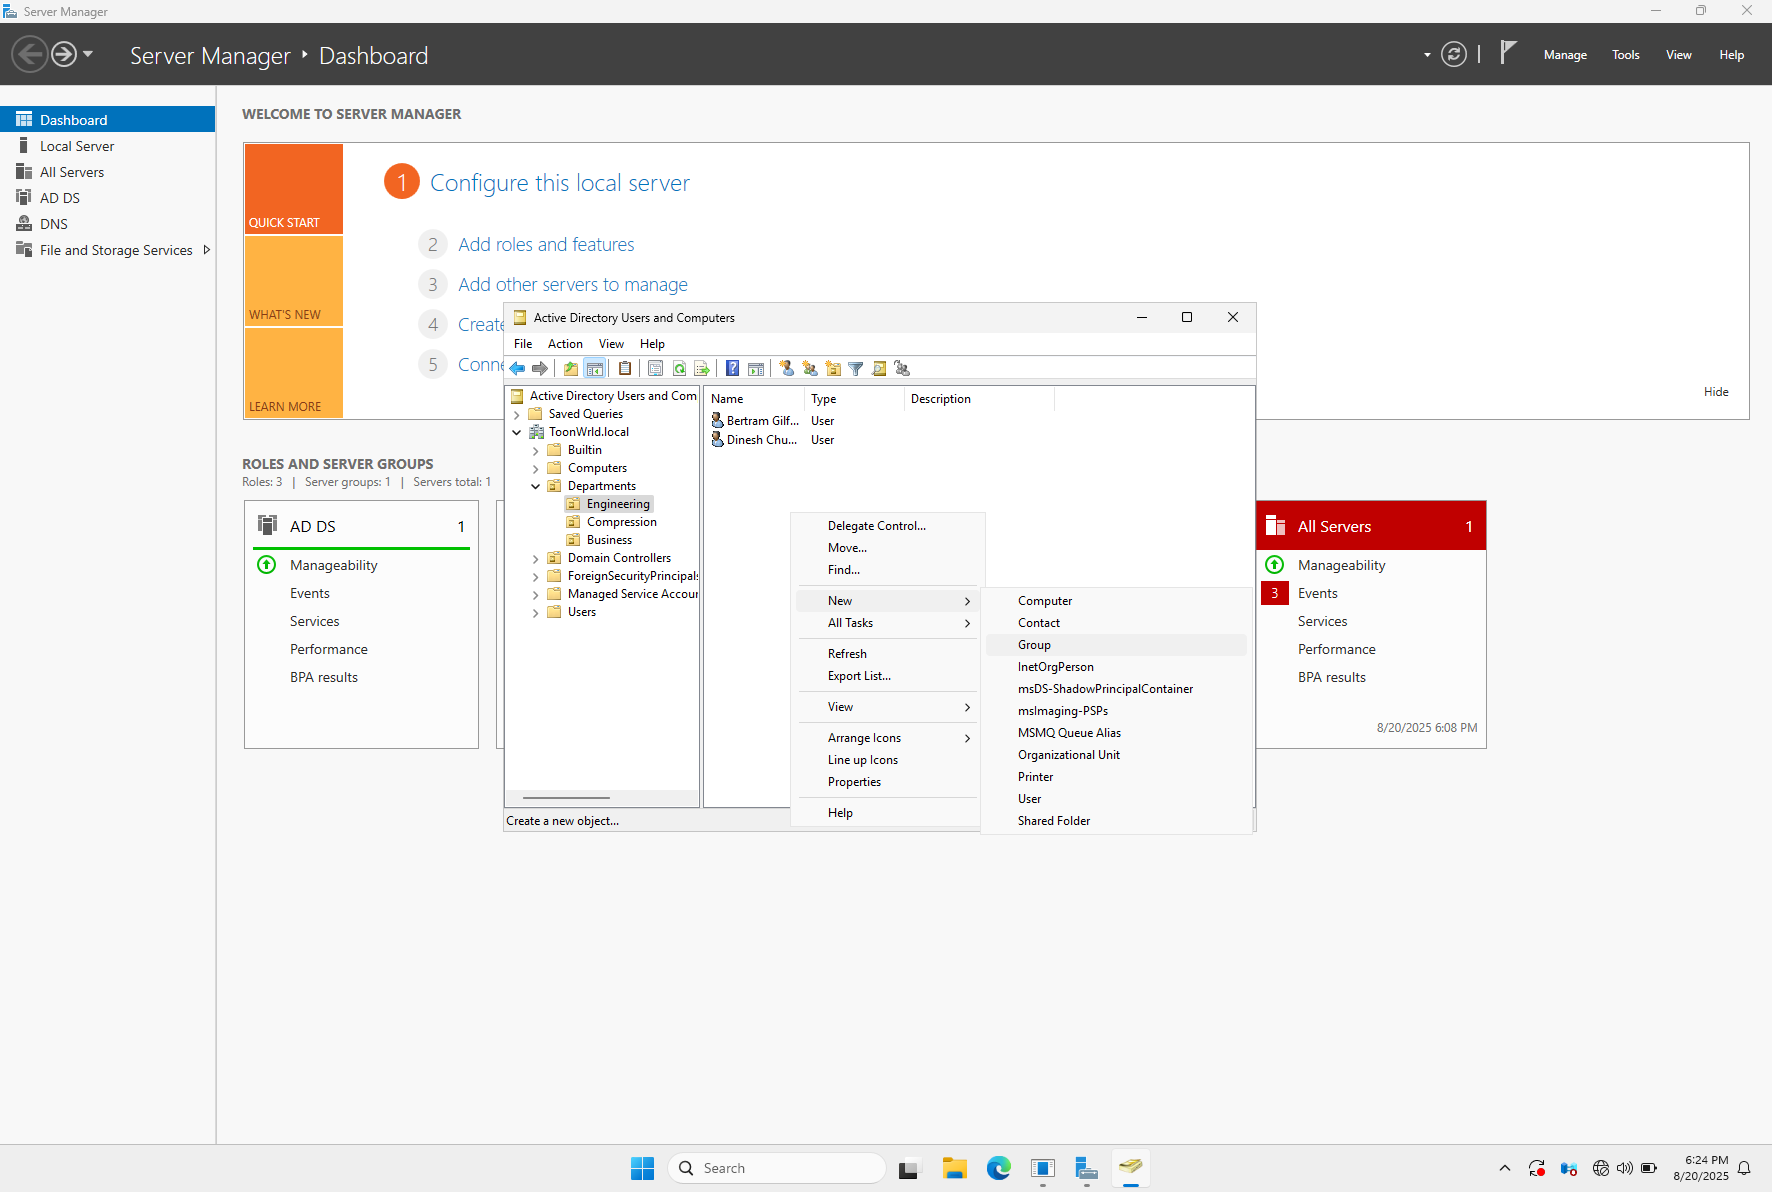 Server Manager
Server Manager ‣ Dashboard
Manage Tools View Help
Dashboard
Local Server
All Servers
AD DS
DNS
File and Storage Services
WELCOME TO SERVER MANAGER
QUICK START
WHAT'S NEW
LEARN MORE
1 Configure this local server
2 Add roles and features
3 Add other servers to manage
4 Create
5 Conne
Hide
ROLES AND SERVER GROUPS
Roles: 3 | Server groups: 1 | Servers total: 1
AD DS 1
Manageability
Events
Services
Performance
BPA results
Active Directory Users and Computers
File Action View Help
Active Directory Users and Com
Saved Queries
ToonWrld.local
Builtin
Computers
Departments
Engineering
Compression
Business
Domain Controllers
ForeignSecurityPrincipals
Managed Service Accour
Users
Name Type Description
Bertram Gilf... User
Dinesh Chu... User
Create a new object...
Delegate Control...
Move...
Find...
New
All Tasks
Refresh
Export List...
View
Arrange Icons
Line up Icons
Properties
Help
Computer
Contact
Group
InetOrgPerson
msDS-ShadowPrincipalContainer
msImaging-PSPs
MSMQ Queue Alias
Organizational Unit
Printer
User
Shared Folder
All Servers 1
Manageability
3 Events
Services
Performance
BPA results
8/20/2025 6:08 PM
Search
6:24 PM
8/20/2025